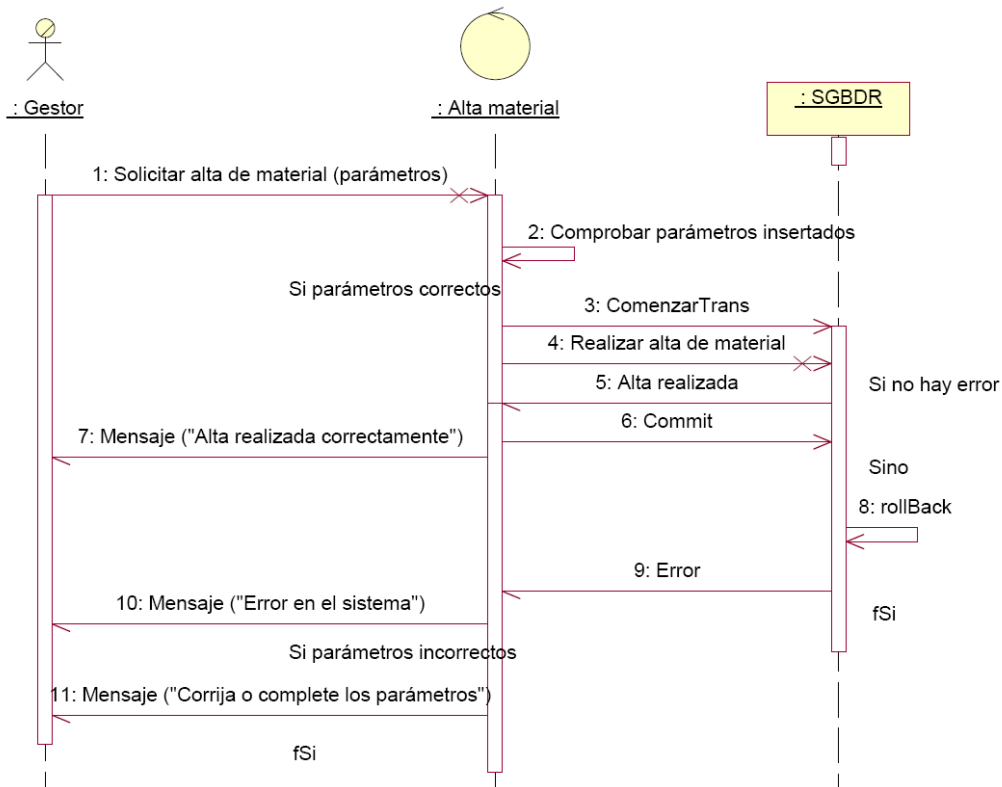 : Gestor
: Alta material
: SGBDR
1: Solicitar alta de material (parámetros)
2: Comprobar parámetros insertados
Si parámetros correctos
3: ComenzarTrans
4: Realizar alta de material
5: Alta realizada
Si no hay error
6: Commit
7: Mensaje ("Alta realizada correctamente")
Sino
8: rollBack
9: Error
10: Mensaje ("Error en el sistema")
fSi
Si parámetros incorrectos
11: Mensaje ("Corrija o complete los parámetros")
fSi